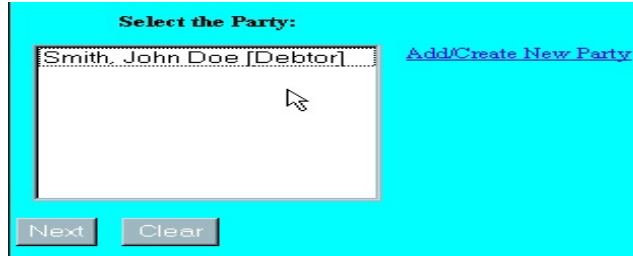 Select the Party:
Smith, John Doe [Debtor]
Add/Create New Party
Next
Clear